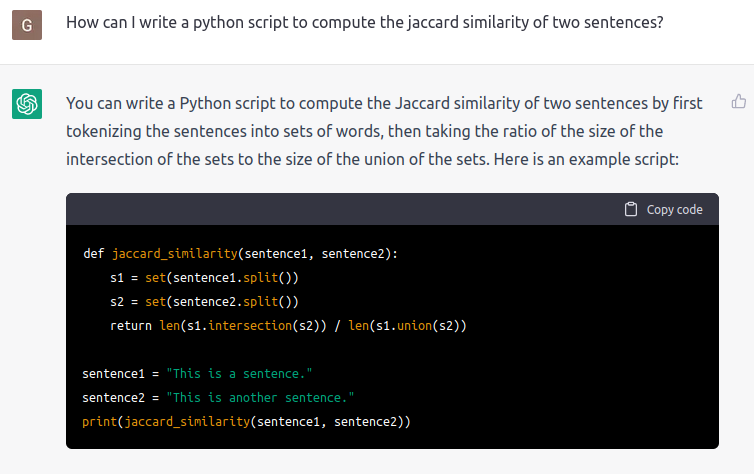 G
How can I write a python script to compute the jaccard similarity of two sentences?
You can write a Python script to compute the Jaccard similarity of two sentences by first
tokenizing the sentences into sets of words, then taking the ratio of the size of the
intersection of the sets to the size of the union of the sets. Here is an example script:
Copy code
def jaccard_similarity(sentence1, sentence2):
    s1 = set(sentence1.split())
    s2 = set(sentence2.split())
    return len(s1.intersection(s2)) / len(s1.union(s2))
sentence1 = "This is a sentence."
sentence2 = "This is another sentence."
print(jaccard_similarity(sentence1, sentence2))